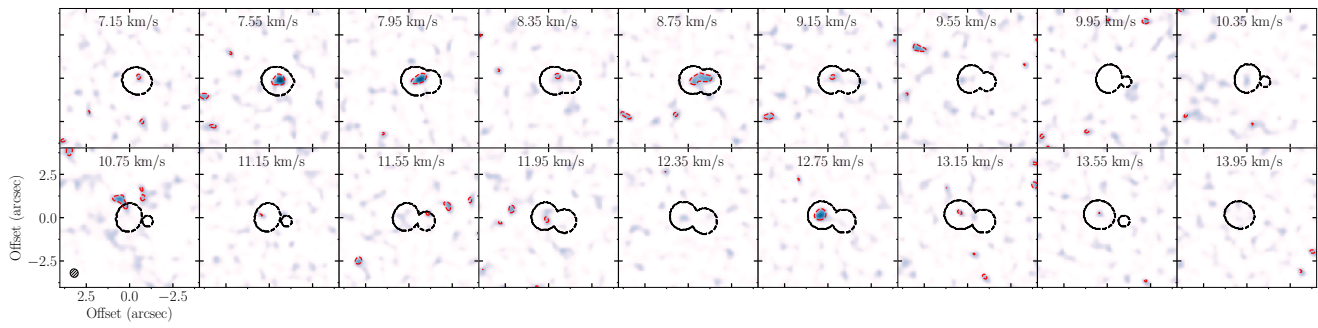 7.15 km/s 7.55 km/s 7.95 km/s 8.35 km/s 8.75 km/s 9.15 km/s 9.55 km/s 9.95 km/s 10.35 km/s
10.75 km/s 11.15 km/s 11.55 km/s 11.95 km/s 12.35 km/s 12.75 km/s 13.15 km/s 13.55 km/s 13.95 km/s
2.5
0.0
−2.5
Offset (arcsec)
2.5 0.0 −2.5
Offset (arcsec)